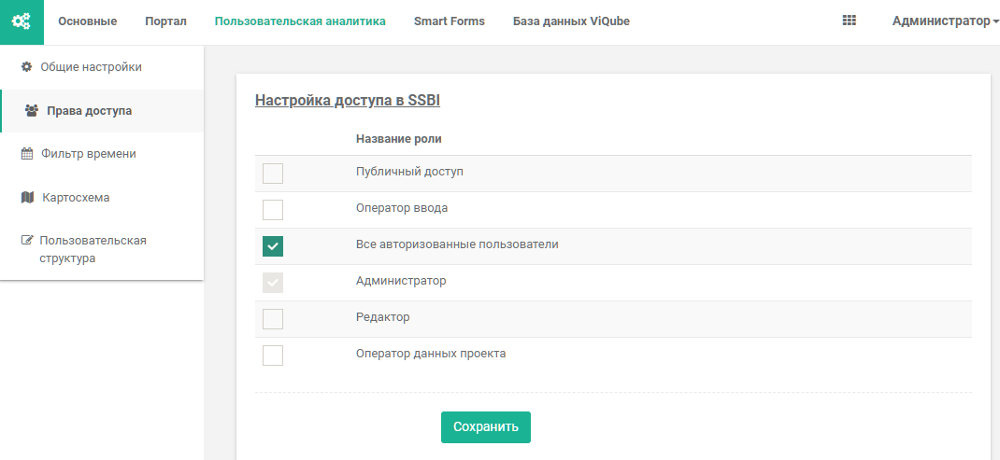 Основные Портал Пользовательская аналитика Smart Forms База данных ViQube Администратор
Общие настройки
Права доступа
Фильтр времени
Картосхема
Пользовательская
структура
Настройка доступа в SSBI
Название роли
Публичный доступ
Оператор ввода
Все авторизованные пользователи
Администратор
Редактор
Оператор данных проекта
Сохранить